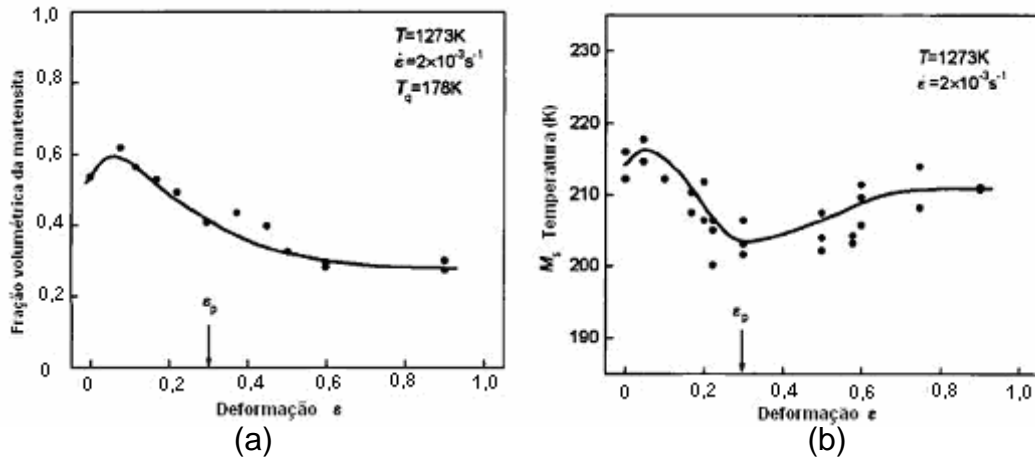 1,0
0,8
0,6
0,4
0,2
0
Fração volumétrica da martensita
T=1273K
ε̇=2×10⁻³s⁻¹
T_q=178K
ε_p
0 0,2 0,4 0,6 0,8 1,0
Deformação ε
(a)
230
220
210
200
190
M_s Temperatura (K)
T=1273K
ε̇=2×10⁻³s⁻¹
ε_p
0 0,2 0,4 0,6 0,8 1,0
Deformação ε
(b)